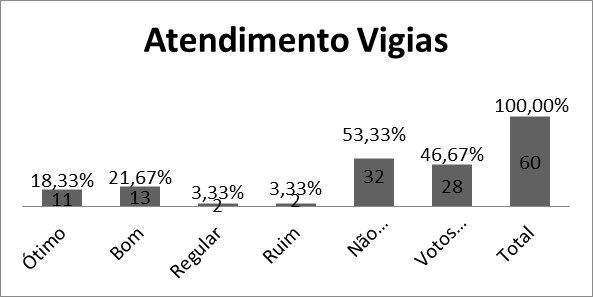 Atendimento Vigias
100,00%
53,33%
46,67%
18,33% 21,67% 3,33% 3,33%
11 13 2 2 32 28 60
Ótimo Bom Regular Ruim Não... Votos... Total